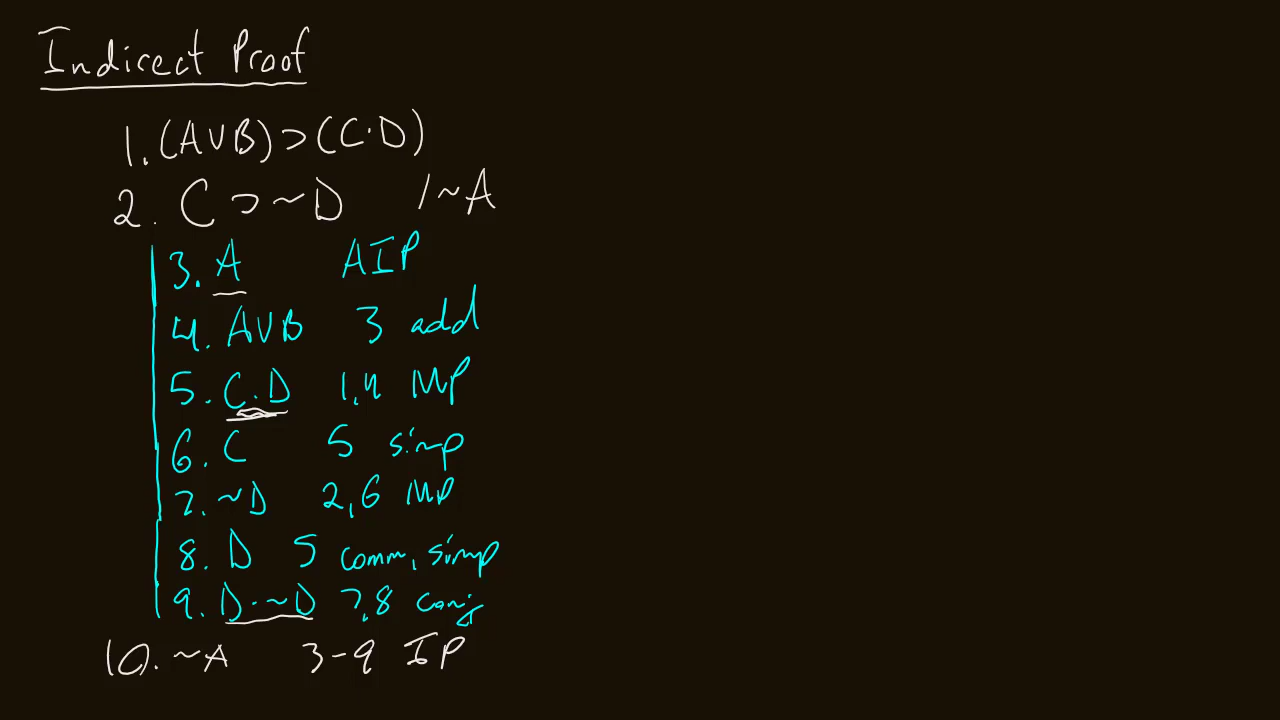 Indirect Proof
1. (A∨B)⊃(C·D)
2. C⊃~D /~A
3. A AIP
4. A∨B 3 add
5. C·D 1,4 MP
6. C 5 simp
7. ~D 2,6 MP
8. D 5 comm, simp
9. D·~D 7,8 conj
10. ~A 3-9 IP